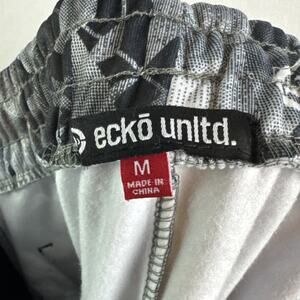 eckō unltd.
M
MADE IN
CHINA